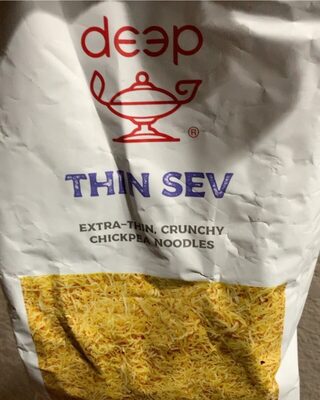 deep
®
THIN SEV
EXTRA-THIN, CRUNCHY
CHICKPEA NOODLES